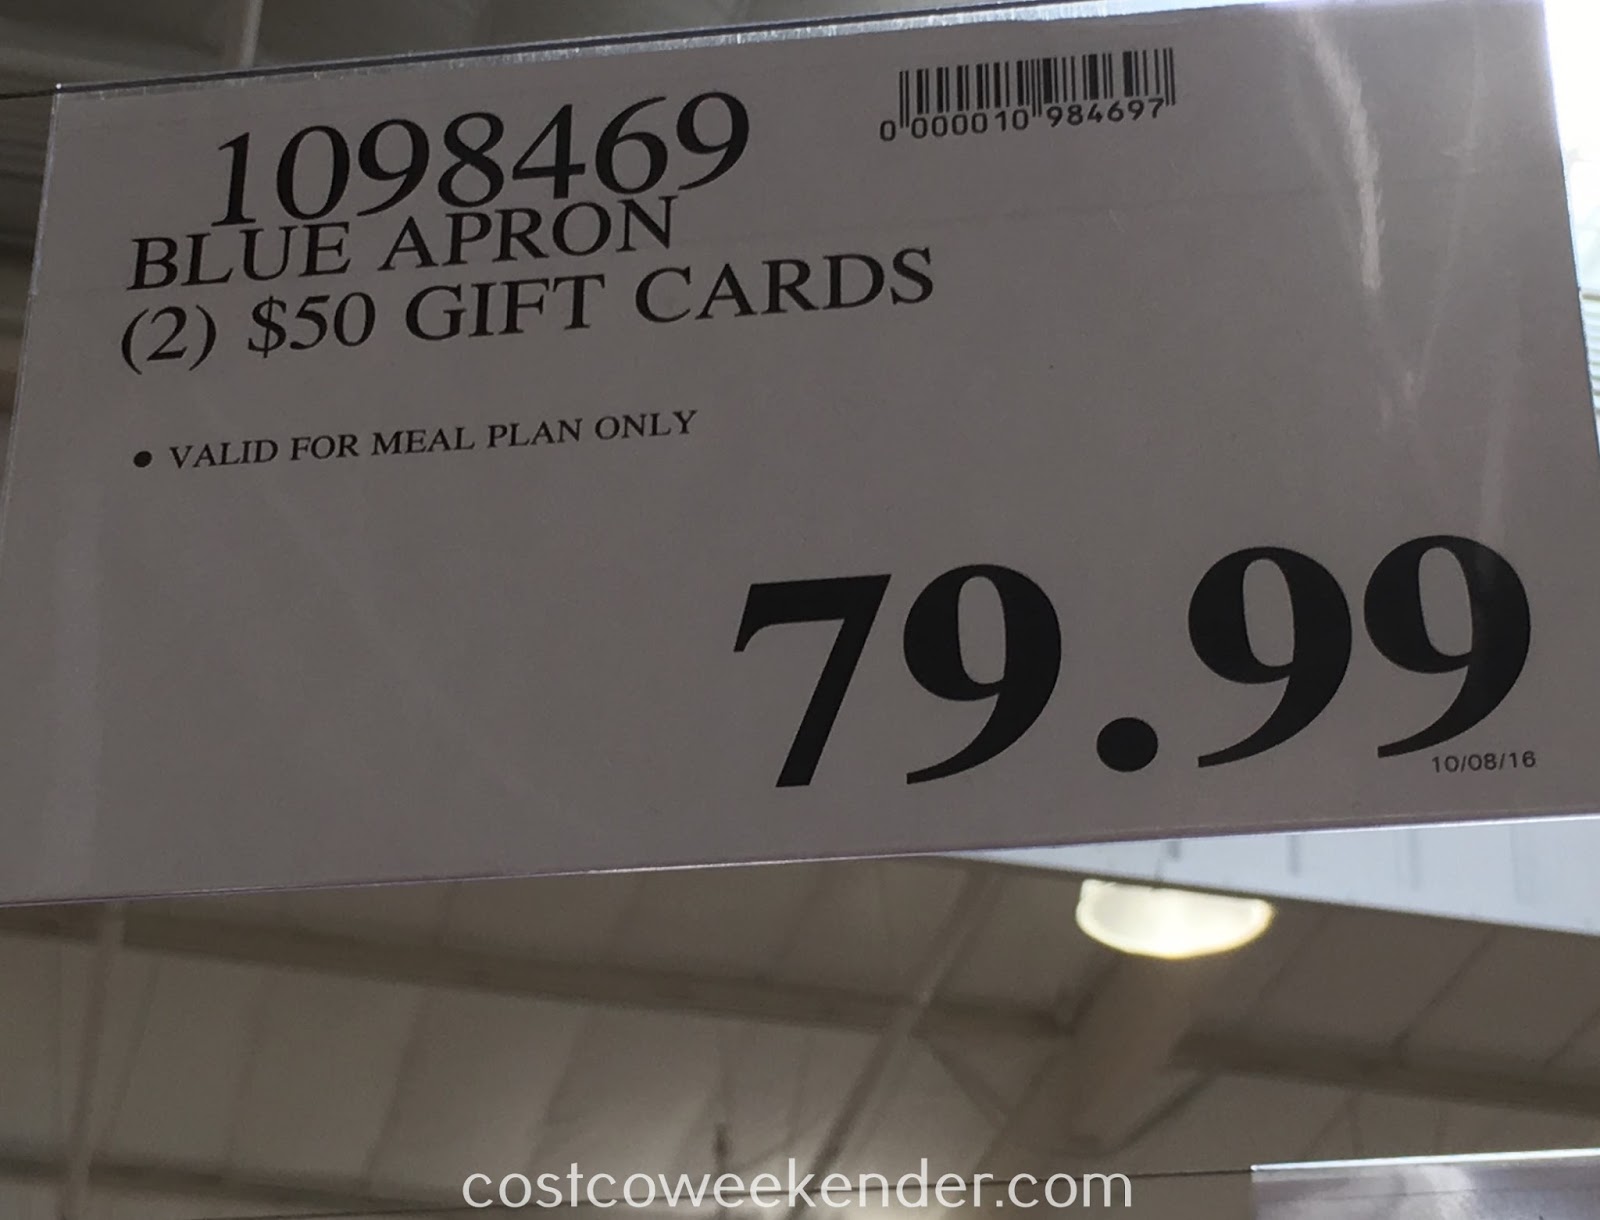 1098469
0 000010 984697
BLUE APRON
(2) $50 GIFT CARDS
• VALID FOR MEAL PLAN ONLY
79.99
10/08/16
costcoweekender.com